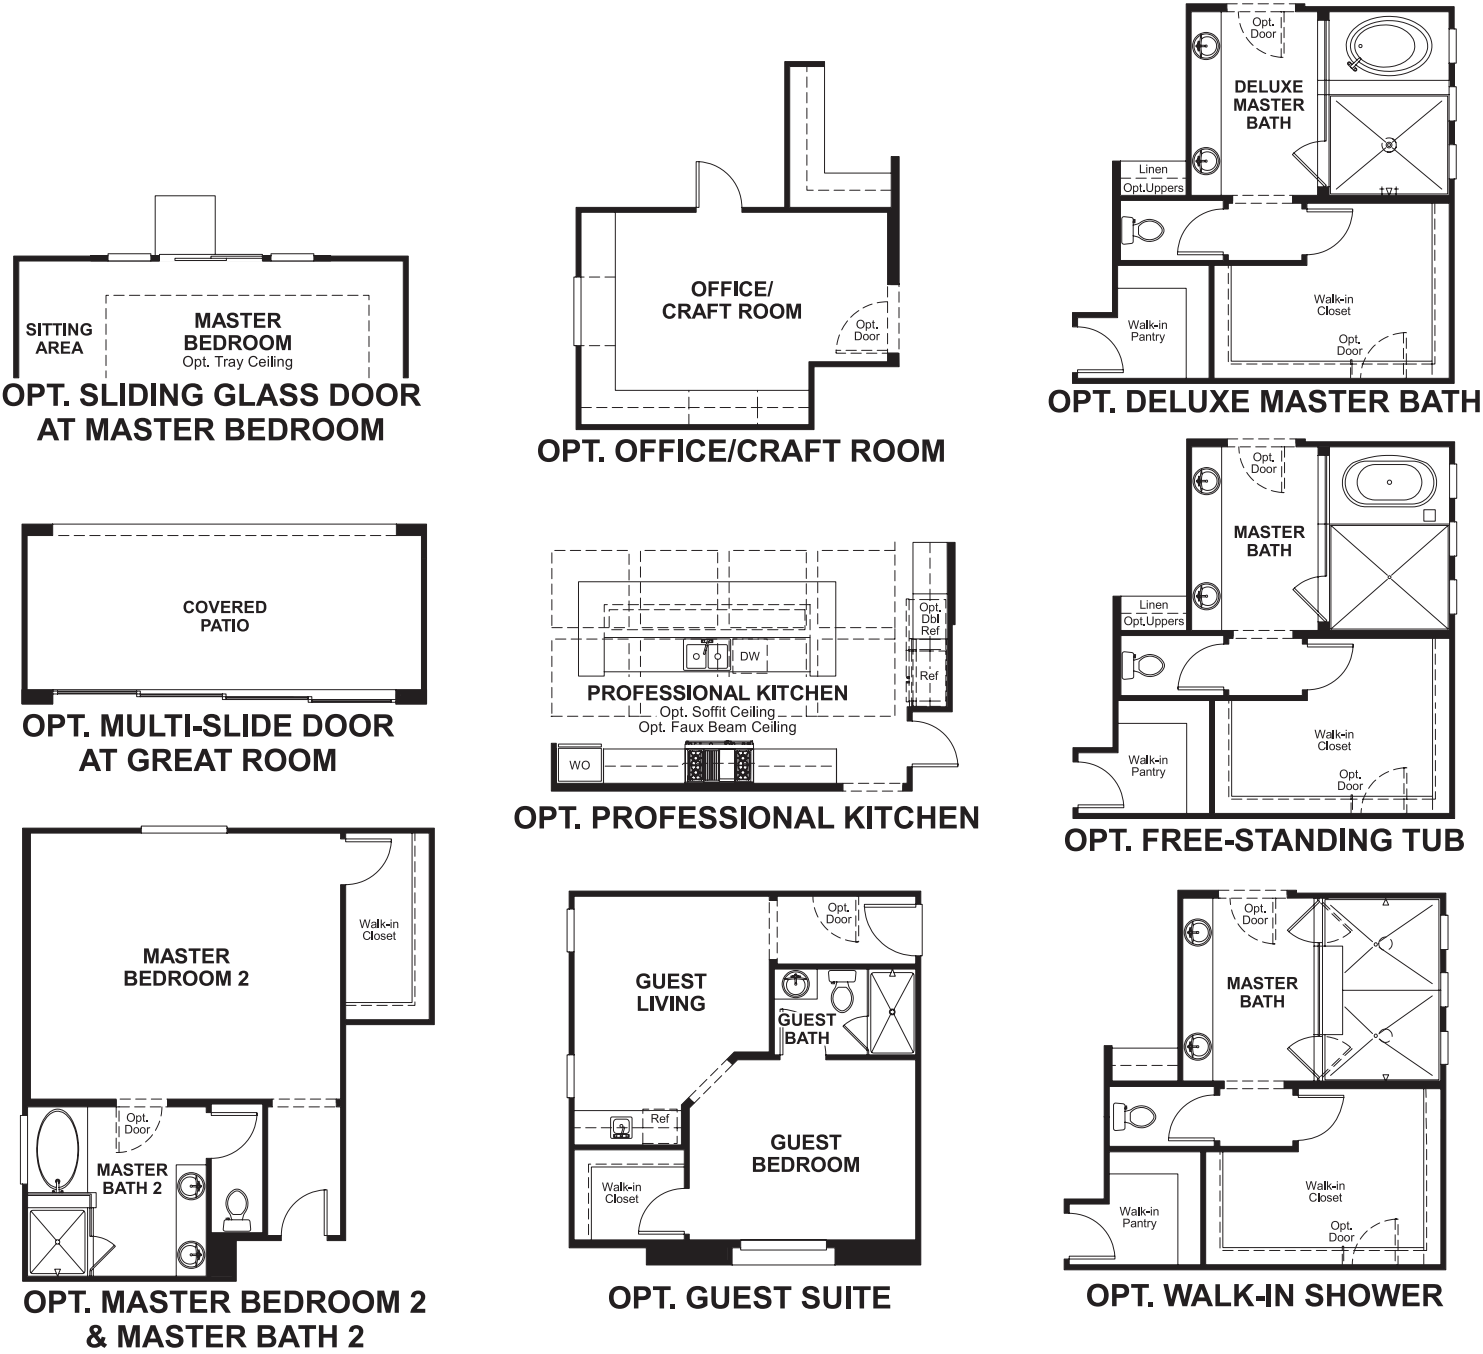 SITTING
AREA
MASTER
BEDROOM
Opt. Tray Ceiling
OPT. SLIDING GLASS DOOR
AT MASTER BEDROOM
OFFICE/
CRAFT ROOM
Opt.
Door
OPT. OFFICE/CRAFT ROOM
Opt.
Door
DELUXE
MASTER
BATH
Linen
Opt.Uppers
Walk-in
Closet
Walk-in
Pantry
Opt.
Door
OPT. DELUXE MASTER BATH
COVERED
PATIO
OPT. MULTI-SLIDE DOOR
AT GREAT ROOM
Opt.
Dbl
Ref
DW
Ref
PROFESSIONAL KITCHEN
Opt. Soffit Ceiling
Opt. Faux Beam Ceiling
WO
OPT. PROFESSIONAL KITCHEN
Opt.
Door
MASTER
BATH
Linen
Opt.Uppers
Walk-in
Closet
Walk-in
Pantry
Opt.
Door
OPT. FREE-STANDING TUB
Walk-in
Closet
MASTER
BEDROOM 2
Opt.
Door
MASTER
BATH 2
OPT. MASTER BEDROOM 2
& MASTER BATH 2
Opt.
Door
GUEST
LIVING
GUEST
BATH
Ref
GUEST
BEDROOM
Walk-in
Closet
OPT. GUEST SUITE
Opt.
Door
MASTER
BATH
Walk-in
Closet
Walk-in
Pantry
Opt.
Door
OPT. WALK-IN SHOWER